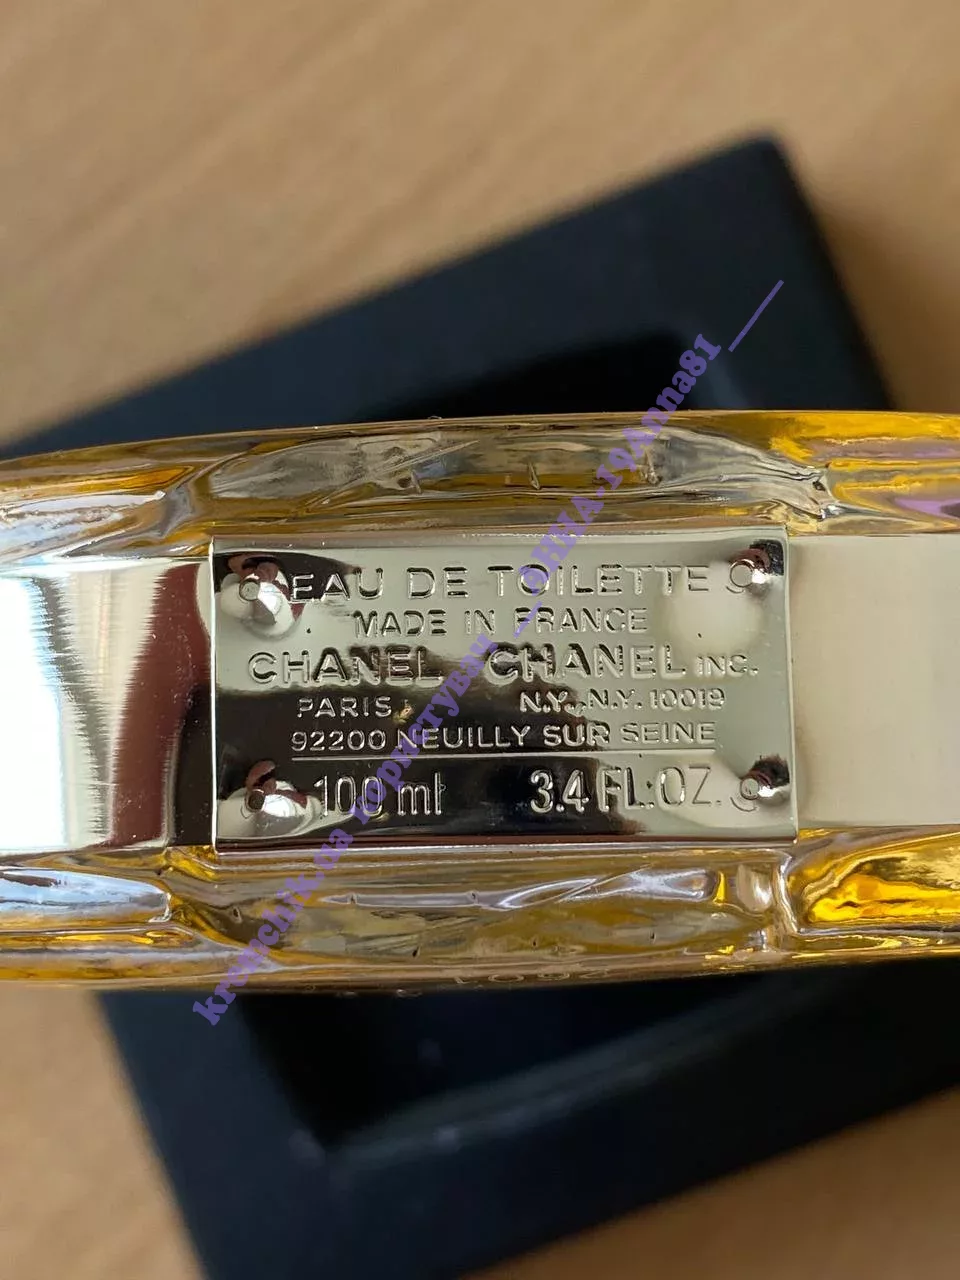 EAU DE TOILETTE
MADE IN FRANCE
CHANEL CHANEL INC.
PARIS N.Y., N.Y. 10019
92200 NEUILLY SUR SEINE
100 ml 3.4 FL.OZ.